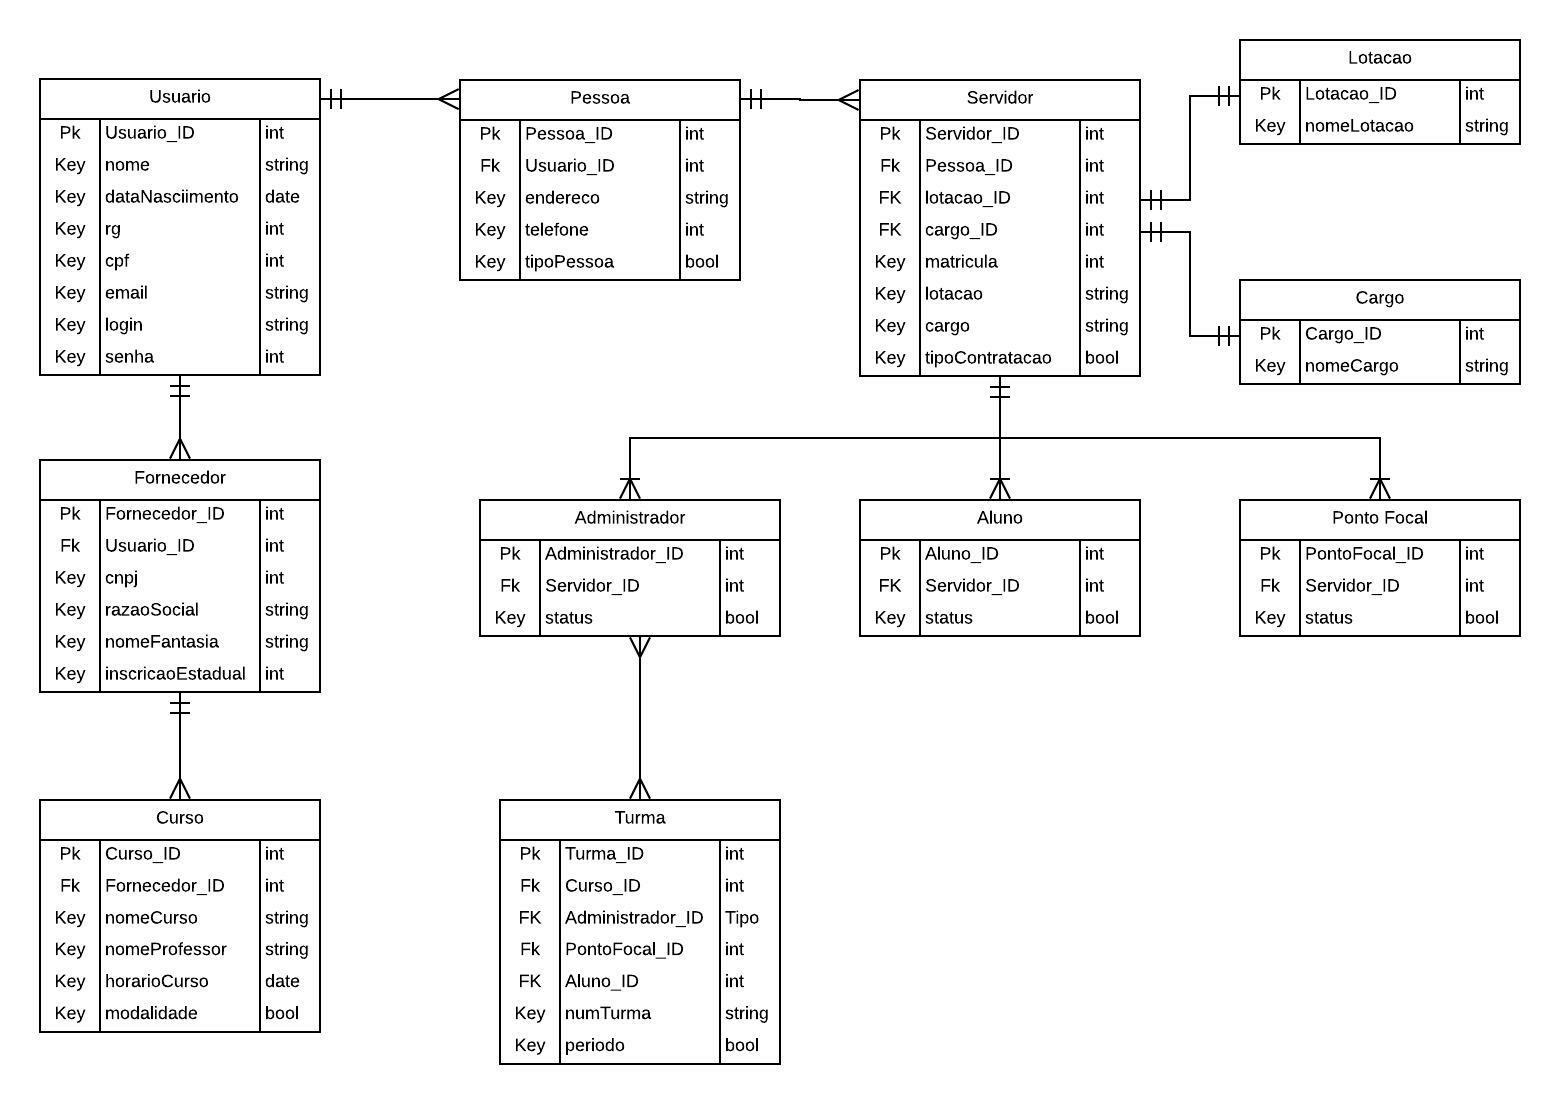 Usuario
Pk Usuario_ID int
Key nome string
Key dataNasciimento date
Key rg int
Key cpf int
Key email string
Key login string
Key senha int
Pessoa
Pk Pessoa_ID int
Fk Usuario_ID int
Key endereco string
Key telefone int
Key tipoPessoa bool
Servidor
Pk Servidor_ID int
Fk Pessoa_ID int
FK lotacao_ID int
FK cargo_ID int
Key matricula int
Key lotacao string
Key cargo string
Key tipoContratacao bool
Lotacao
Pk Lotacao_ID int
Key nomeLotacao string
Cargo
Pk Cargo_ID int
Key nomeCargo string
Fornecedor
Pk Fornecedor_ID int
Fk Usuario_ID int
Key cnpj int
Key razaoSocial string
Key nomeFantasia string
Key inscricaoEstadual int
Administrador
Pk Administrador_ID int
Fk Servidor_ID int
Key status bool
Aluno
Pk Aluno_ID int
FK Servidor_ID int
Key status bool
Ponto Focal
Pk PontoFocal_ID int
Fk Servidor_ID int
Key status bool
Curso
Pk Curso_ID int
Fk Fornecedor_ID int
Key nomeCurso string
Key nomeProfessor string
Key horarioCurso date
Key modalidade bool
Turma
Pk Turma_ID int
Fk Curso_ID int
FK Administrador_ID Tipo
Fk PontoFocal_ID int
FK Aluno_ID int
Key numTurma string
Key periodo bool